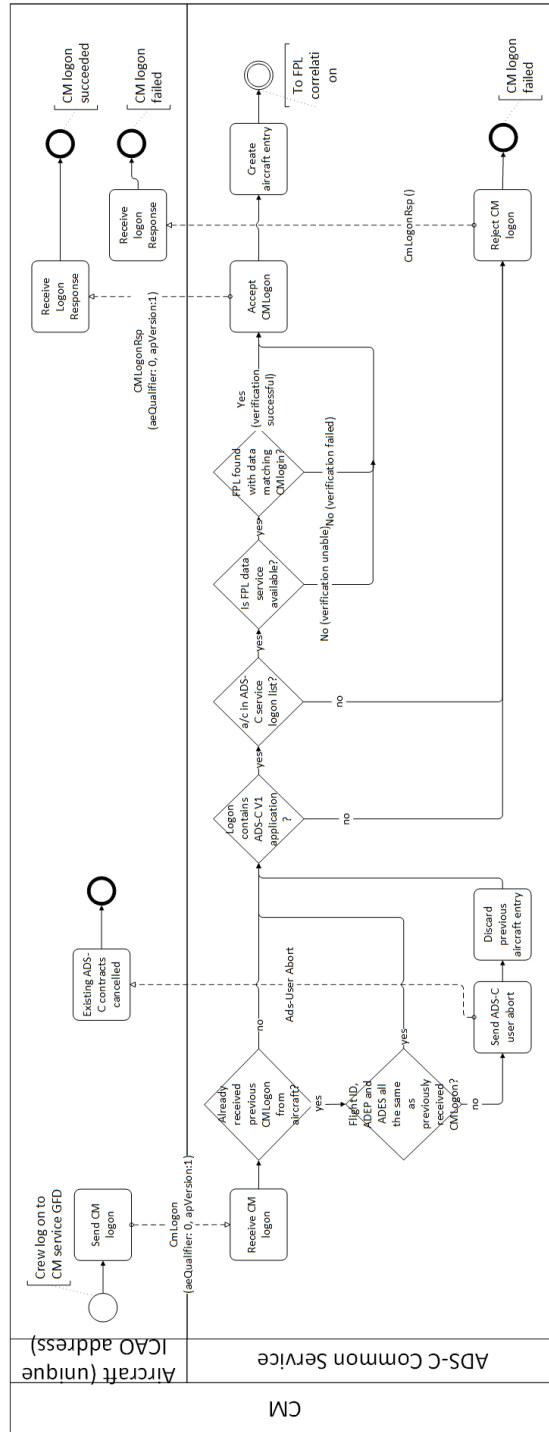 CM
Aircraft (unique
ICAO address)
ADS-C Common Service
Crew log on to
CM service GFD
Send CM
logon
CmLogon
(aeQualifier: 0, apVersion:1)
Receive CM
logon
Already
received
previous
CMLogon
from
aircraft?
no
yes
Flight ID,
ADEP and
ADES all
the same
as
previously
received
CMLogon?
yes
no
Send ADS-C
user abort
Ads-User Abort
Existing ADS-
C contracts
cancelled
Discard
previous
aircraft entry
Logon
contains
ADS-C V1
application
?
no
yes
a/c in ADS-
C service
logon list?
no
yes
Is FPL data
service
available?
No (verification unable)
yes
FPL found
with data
matching
CMlogin?
No (verification failed)
Yes
(verification
successful)
Accept
CMLogon
CMLogonRsp
(aeQualifier: 0, apVersion:1)
Receive
Logon
Response
CM logon
succeeded
Create
aircraft entry
To FPL
correlati
on
Reject CM
logon
CmLogonRsp ()
Receive
logon
Response
CM logon
failed
CM logon
failed